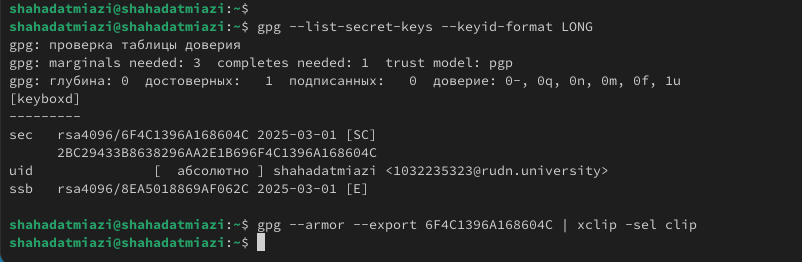 shahadatmiazi@shahadatmiazi:~$
shahadatmiazi@shahadatmiazi:~$ gpg --list-secret-keys --keyid-format LONG
gpg: проверка таблицы доверия
gpg: marginals needed: 3  completes needed: 1  trust model: pgp
gpg: глубина: 0  достоверных:   1  подписанных:   0  доверие: 0-, 0q, 0n, 0m, 0f, 1u
[keyboxd]
---------
sec   rsa4096/6F4C1396A168604C 2025-03-01 [SC]
      2BC29433B8638296AA2E1B696F4C1396A168604C
uid               [  абсолютно ] shahadatmiazi <1032235323@rudn.university>
ssb   rsa4096/8EA5018869AF062C 2025-03-01 [E]
shahadatmiazi@shahadatmiazi:~$ gpg --armor --export 6F4C1396A168604C | xclip -sel clip
shahadatmiazi@shahadatmiazi:~$